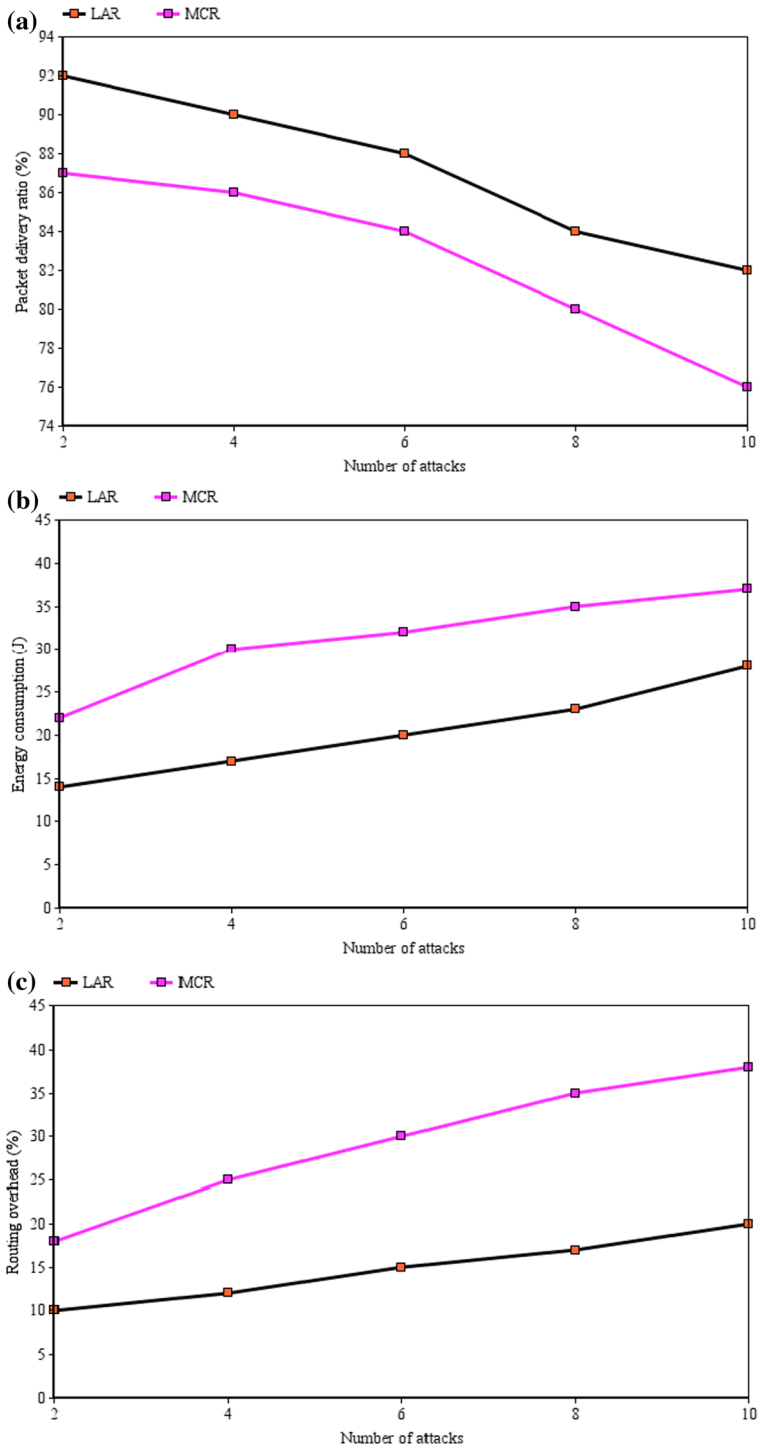 (a) LAR MCR
94
92
90
88
86
84
82
80
78
76
74
Packet delivery ratio (%)
2 4 6 8 10
Number of attacks
(b) LAR MCR
45
40
35
30
25
20
15
10
5
0
Energy consumption (J)
2 4 6 8 10
Number of attacks
(c) LAR MCR
45
40
35
30
25
20
15
10
5
0
Routing overhead (%)
2 4 6 8 10
Number of attacks